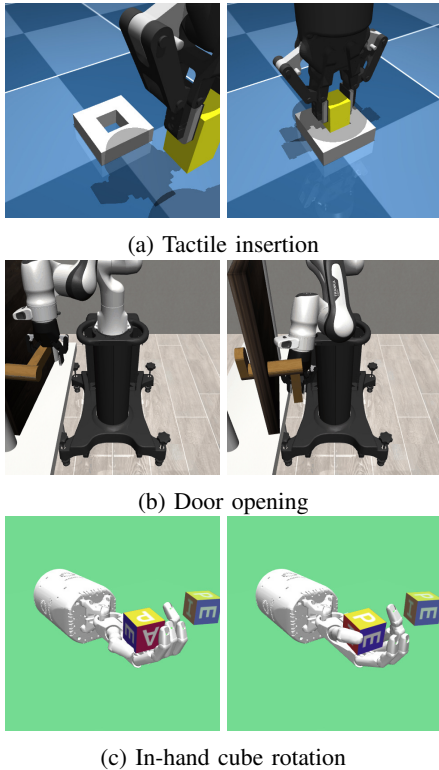 (a) Tactile insertion
(b) Door opening
P
E
A
P
E
P
E
P
E
(c) In-hand cube rotation